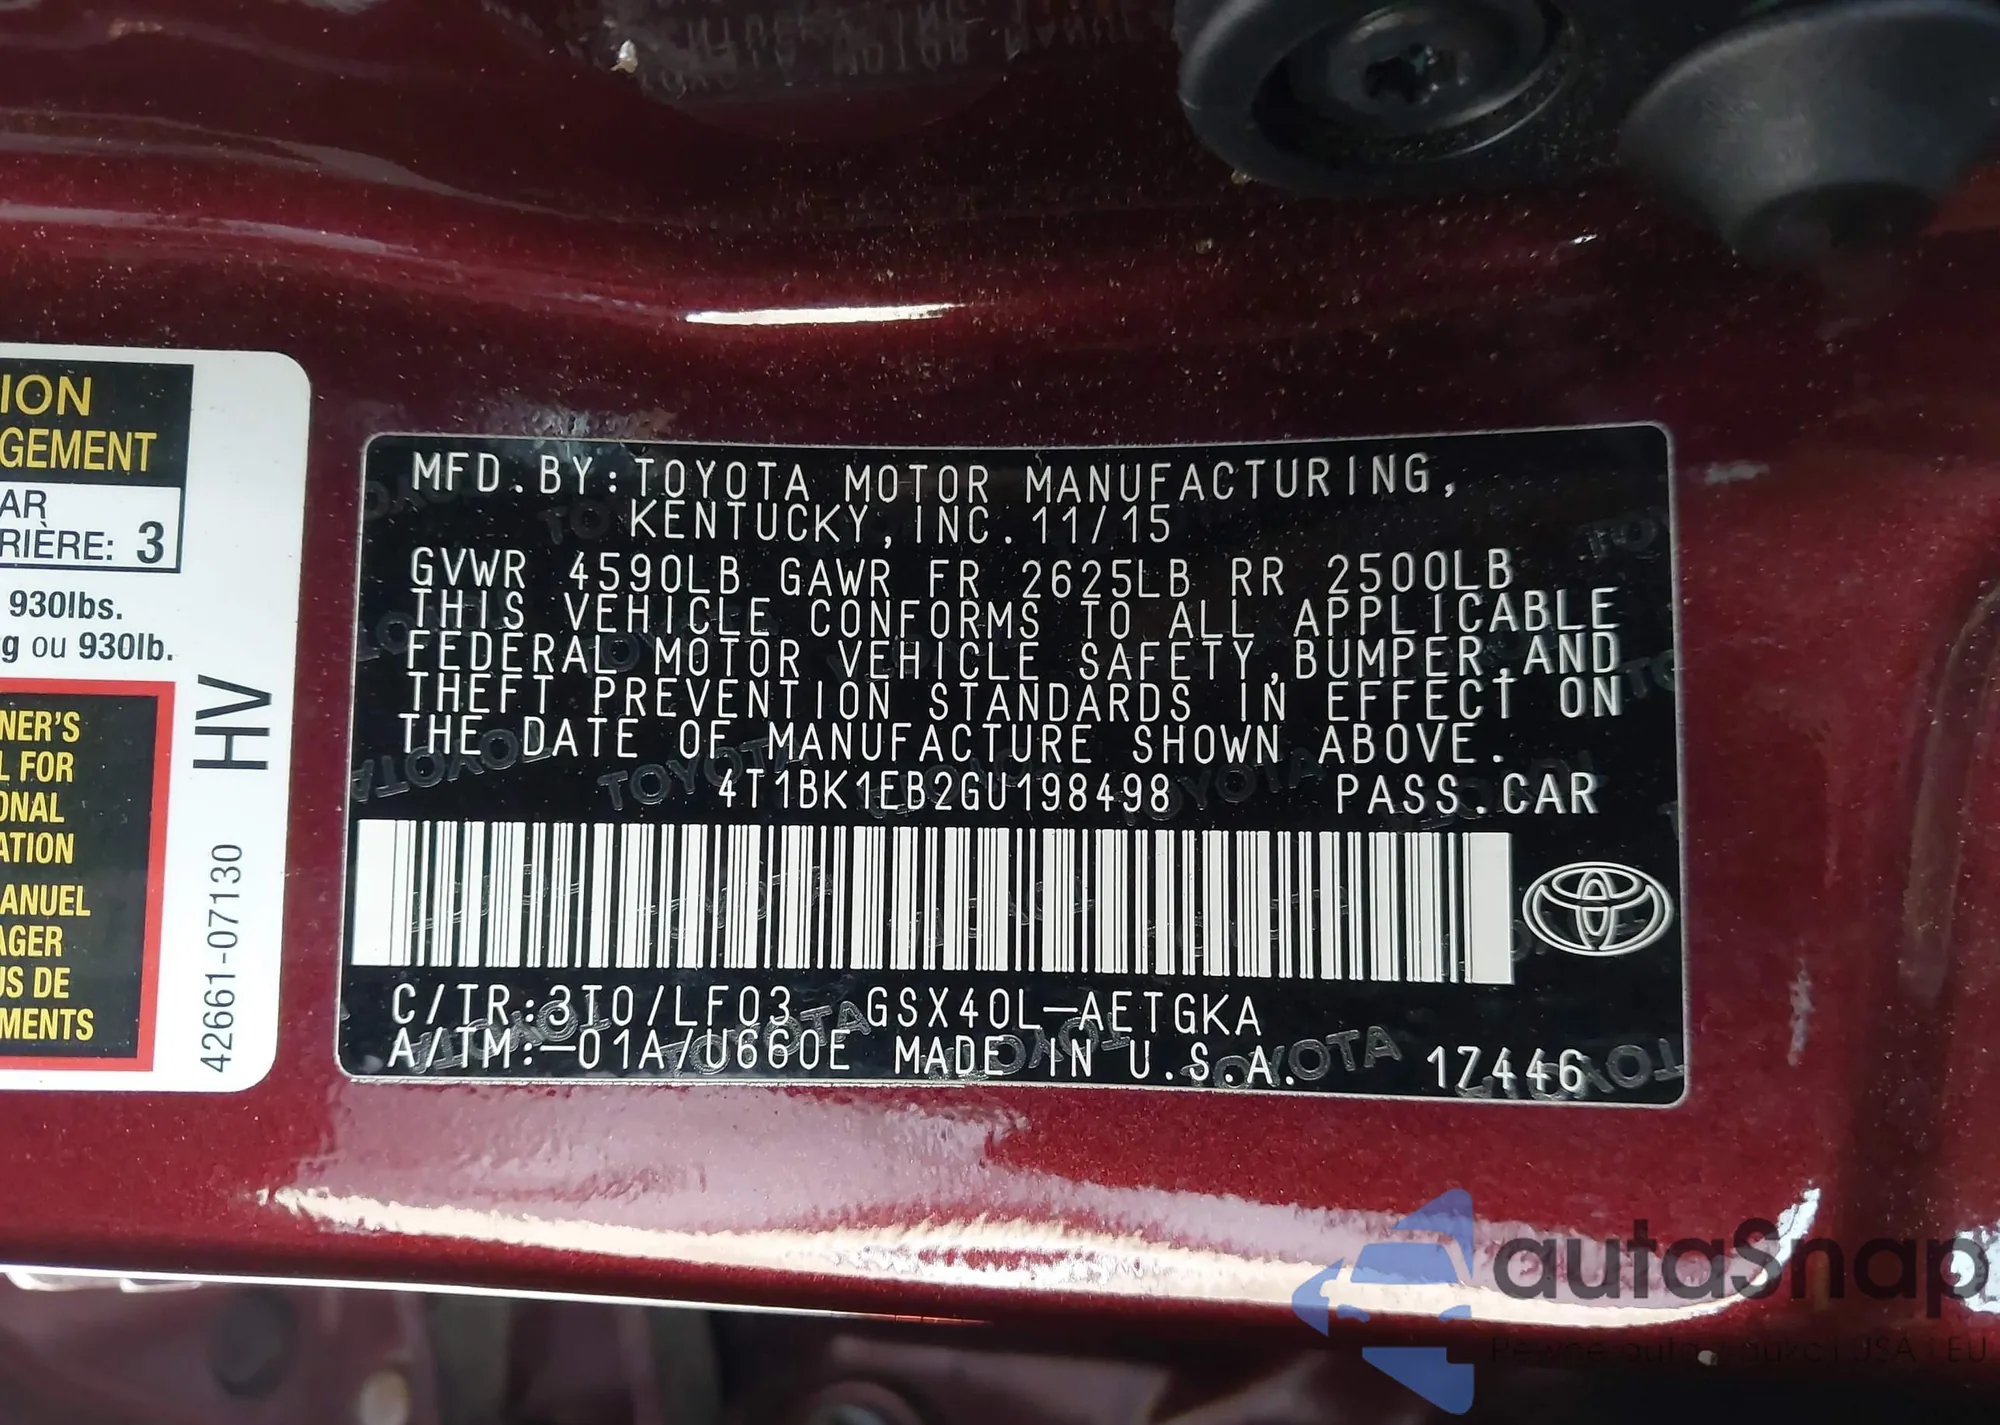 ION
GEMENT
AR
RIÈRE: 3
930lbs.
g ou 930lb.
NER'S
L FOR
ONAL
ATION
ANUEL
AGER
US DE
MENTS
HV
42661-07130
MFD.BY:TOYOTA MOTOR MANUFACTURING,
KENTUCKY,INC.11/15
GVWR 4590LB GAWR FR 2625LB RR 2500LB
THIS VEHICLE CONFORMS TO ALL APPLICABLE
FEDERAL MOTOR VEHICLE SAFETY,BUMPER,AND
THEFT PREVENTION STANDARDS IN EFFECT ON
THE DATE OF MANUFACTURE SHOWN ABOVE.
4T1BK1EB2GU198498 PASS.CAR
C/TR:3T0/LF03 GSX40L-AETGKA
A/TM:-01A/U660E MADE IN U.S.A. 17446
autaSnap